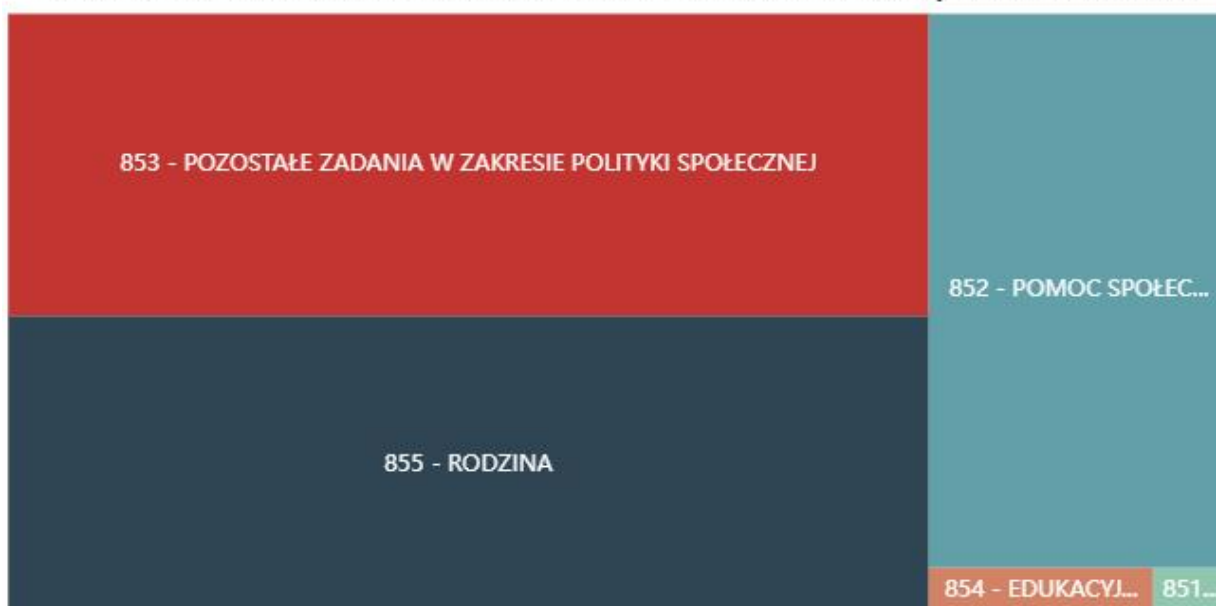 853 - POZOSTAŁE ZADANIA W ZAKRESIE POLITYKI SPOŁECZNEJ
852 - POMOC SPOŁEC...
855 - RODZINA
854 - EDUKACYJ...
851...